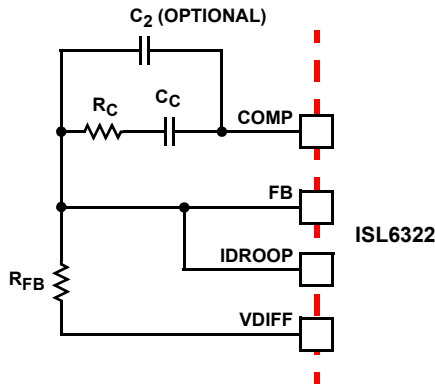 C2 (OPTIONAL)
RC
CC
COMP
FB
ISL6322
IDROOP
RFB
VDIFF